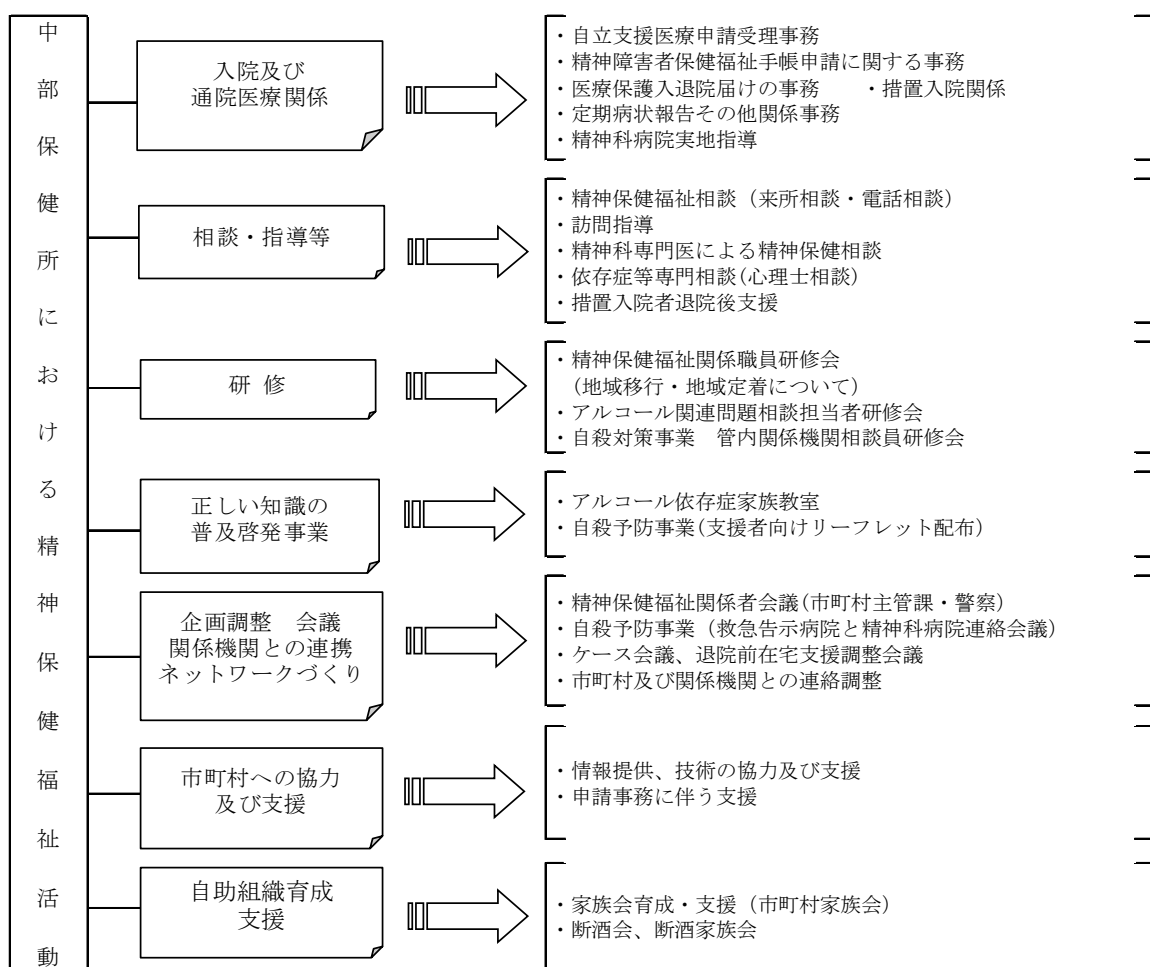 中部保健所における精神保健福祉活動
入院及び
通院医療関係
・自立支援医療申請受理事務
・精神障害者保健福祉手帳申請に関する事務
・医療保護入退院届けの事務　　・措置入院関係
・定期病状報告その他関係事務
・精神科病院実地指導
相談・指導等
・精神保健福祉相談（来所相談・電話相談）
・訪問指導
・精神科専門医による精神保健相談
・依存症等専門相談(心理士相談)
・措置入院者退院後支援
研 修
・精神保健福祉関係職員研修会
(地域移行・地域定着について)
・アルコール関連問題相談担当者研修会
・自殺対策事業　管内関係機関相談員研修会
正しい知識の
普及啓発事業
・アルコール依存症家族教室
・自殺予防事業(支援者向けリーフレット配布）
企画調整　会議
関係機関との連携
ネットワークづくり
・精神保健福祉関係者会議(市町村主管課・警察）
・自殺予防事業（救急告示病院と精神科病院連絡会議）
・ケース会議、退院前在宅支援調整会議
・市町村及び関係機関との連絡調整
市町村への協力
及び支援
・情報提供、技術の協力及び支援
・申請事務に伴う支援
自助組織育成
支援
・家族会育成・支援（市町村家族会）
・断酒会、断酒家族会